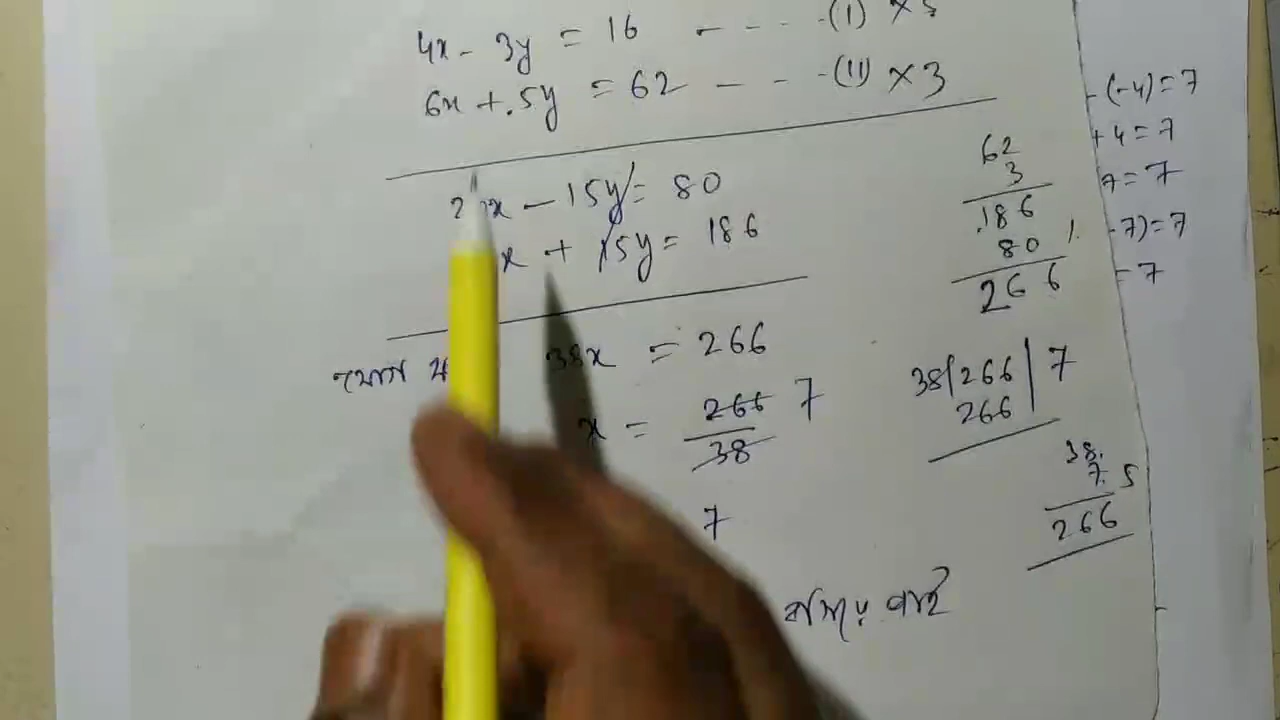 4x - 3y = 16 - - - - (I) × 5
6x + 5y = 62 - - - - (II) × 3
x - 15y = 80
x + 15y = 186
38x = 266
x = 266/38 7
7
62
3
186
80
266
38|266|7
266
38
7 5
266
-(-4) = 7
+ 4 = 7
7 = 7
-7) = 7
= 7